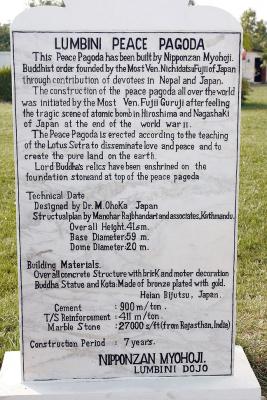 LUMBINI PEACE PAGODA
This Peace Pagoda has been built by Nipponzan Myohoji.
Buddhist order founded by the Most Ven. Nichidatsu Fujii of Japan
through contribution of devotees in Nepal and Japan.
The construction of the peace pagoda all over the world
was initiated by the Most Ven. Fujii Guruji after feeling
the tragic scene of atomic bomb in Hiroshima and Nagashaki
of Japan at the end of the world war II.
The Peace Pagoda is erected according to the teaching
of the Lotus Sutra to disseminate love and peace and to
create the pure land on the earth.
Lord Buddha's relics have been enshrined on the
foundation stone and at top of the peace pagoda
Technical Date
Designed by Dr. M. Ohoka Japan
Structual plan by Manohar Rajbhandari and associates, Kathmandu.
Overall Height: 41sm.
Base Diameter: 59 m.
Dome Diameter: 20 m.
Building Materials.
Overall concrete Structure with brick and moter decoration
Buddha Statue and Kota: Made of bronze plated with gold.
Heian Bijutsu, Japan.
Cement : 900 m/ton.
T/S Reinforcement : 411 m/ton.
Marble Stone : 27000 s/ft (from Rajasthan, India)
Construction Period : 7 years.
NIPPONZAN MYOHOJI.
LUMBINI DOJO